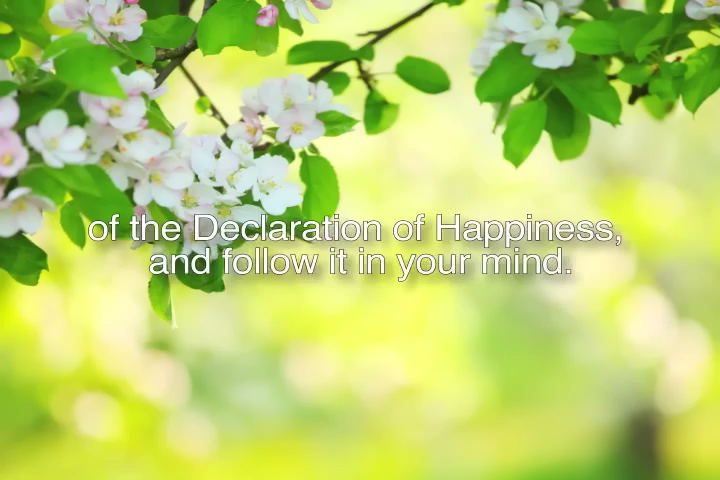 of the Declaration of Happiness,
and follow it in your mind.